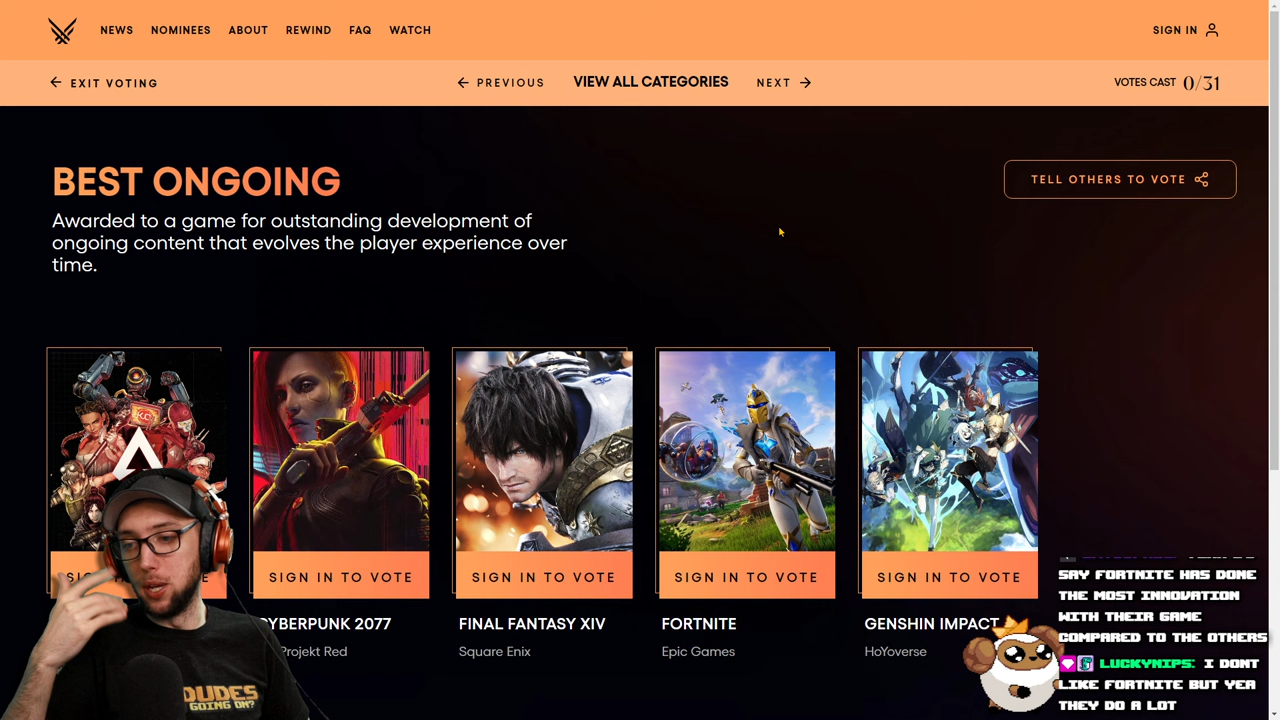 NEWS NOMINEES ABOUT REWIND FAQ WATCH SIGN IN
EXIT VOTING PREVIOUS VIEW ALL CATEGORIES NEXT VOTES CAST 0/31
BEST ONGOING
TELL OTHERS TO VOTE
Awarded to a game for outstanding development of
ongoing content that evolves the player experience over
time.
SIGN IN TO VOTE SIGN IN TO VOTE SIGN IN TO VOTE SIGN IN TO VOTE
CYBERPUNK 2077 FINAL FANTASY XIV FORTNITE GENSHIN IMPACT
Projekt Red Square Enix Epic Games HoYoverse
SAY FORTNITE HAS DONE
THE MOST INNOVATION
WITH THEIR GAME
COMPARED TO THE OTHERS
LUCKYNIPS: I DONT
LIKE FORTNITE BUT YEA
THEY DO A LOT
DUDES
GOING ON?